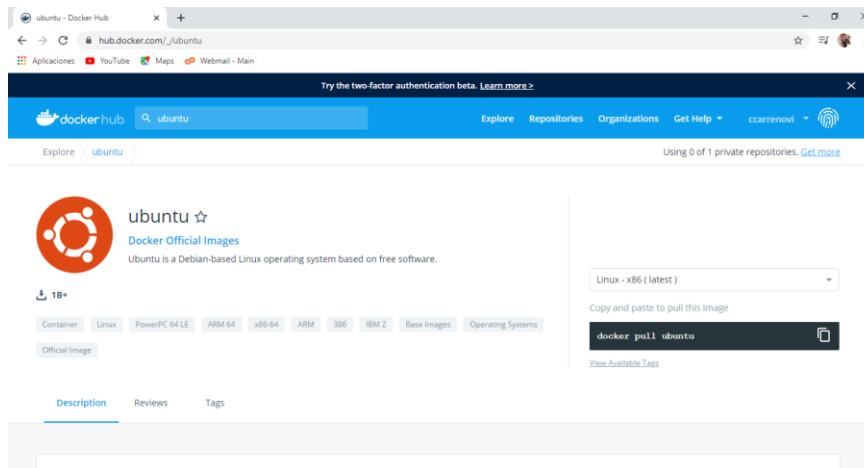 ubuntu - Docker Hub
hub.docker.com/_/ubuntu
Aplicaciones YouTube Maps Webmail - Main
Try the two-factor authentication beta. Learn more >
dockerhub ubuntu Explore Repositories Organizations Get Help ccarrenovi
Explore ubuntu Using 0 of 1 private repositories. Get more
ubuntu
Docker Official Images
Ubuntu is a Debian-based Linux operating system based on free software.
1B+
Container Linux PowerPC 64 LE ARM 64 x86-64 ARM 386 IBM Z Base Images Operating Systems
Official Image
Linux - x86 ( latest )
Copy and paste to pull this image
docker pull ubuntu
View Available Tags
Description Reviews Tags